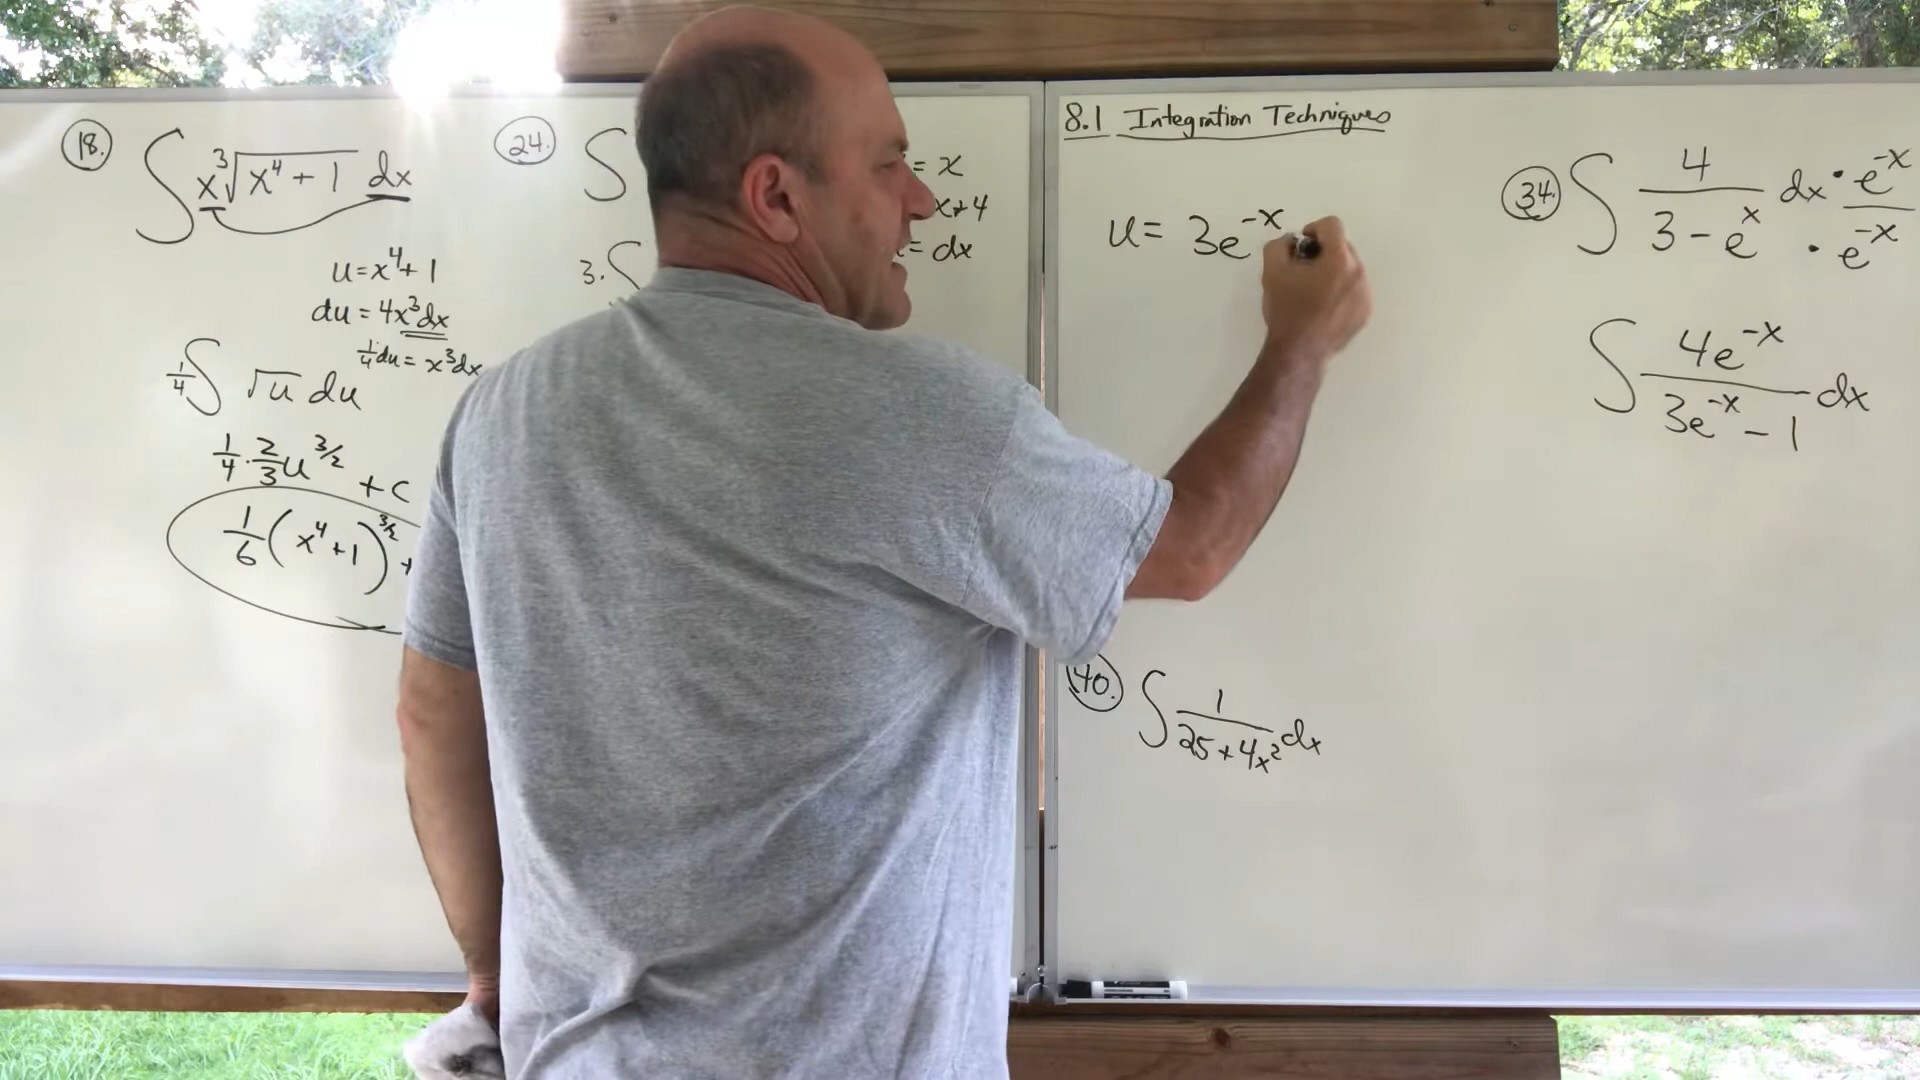 18. ∫ x³√(x⁴ + 1) dx
u = x⁴ + 1
du = 4x³dx
¼du = x³dx
¼ ∫ √u du
1/4 · 2/3 u^(3/2) + c
1/6 (x⁴ + 1)^(3/2) +
24. ∫
= x
x+4
= dx
3·∫
8.1 Integration Techniques
u = 3e^(-x)
34. ∫ 4/(3 - e^x) dx · e^(-x) / · e^(-x)
∫ 4e^(-x)/(3e^(-x) - 1) dx
40. ∫ 1/(25 + 4x²) dx